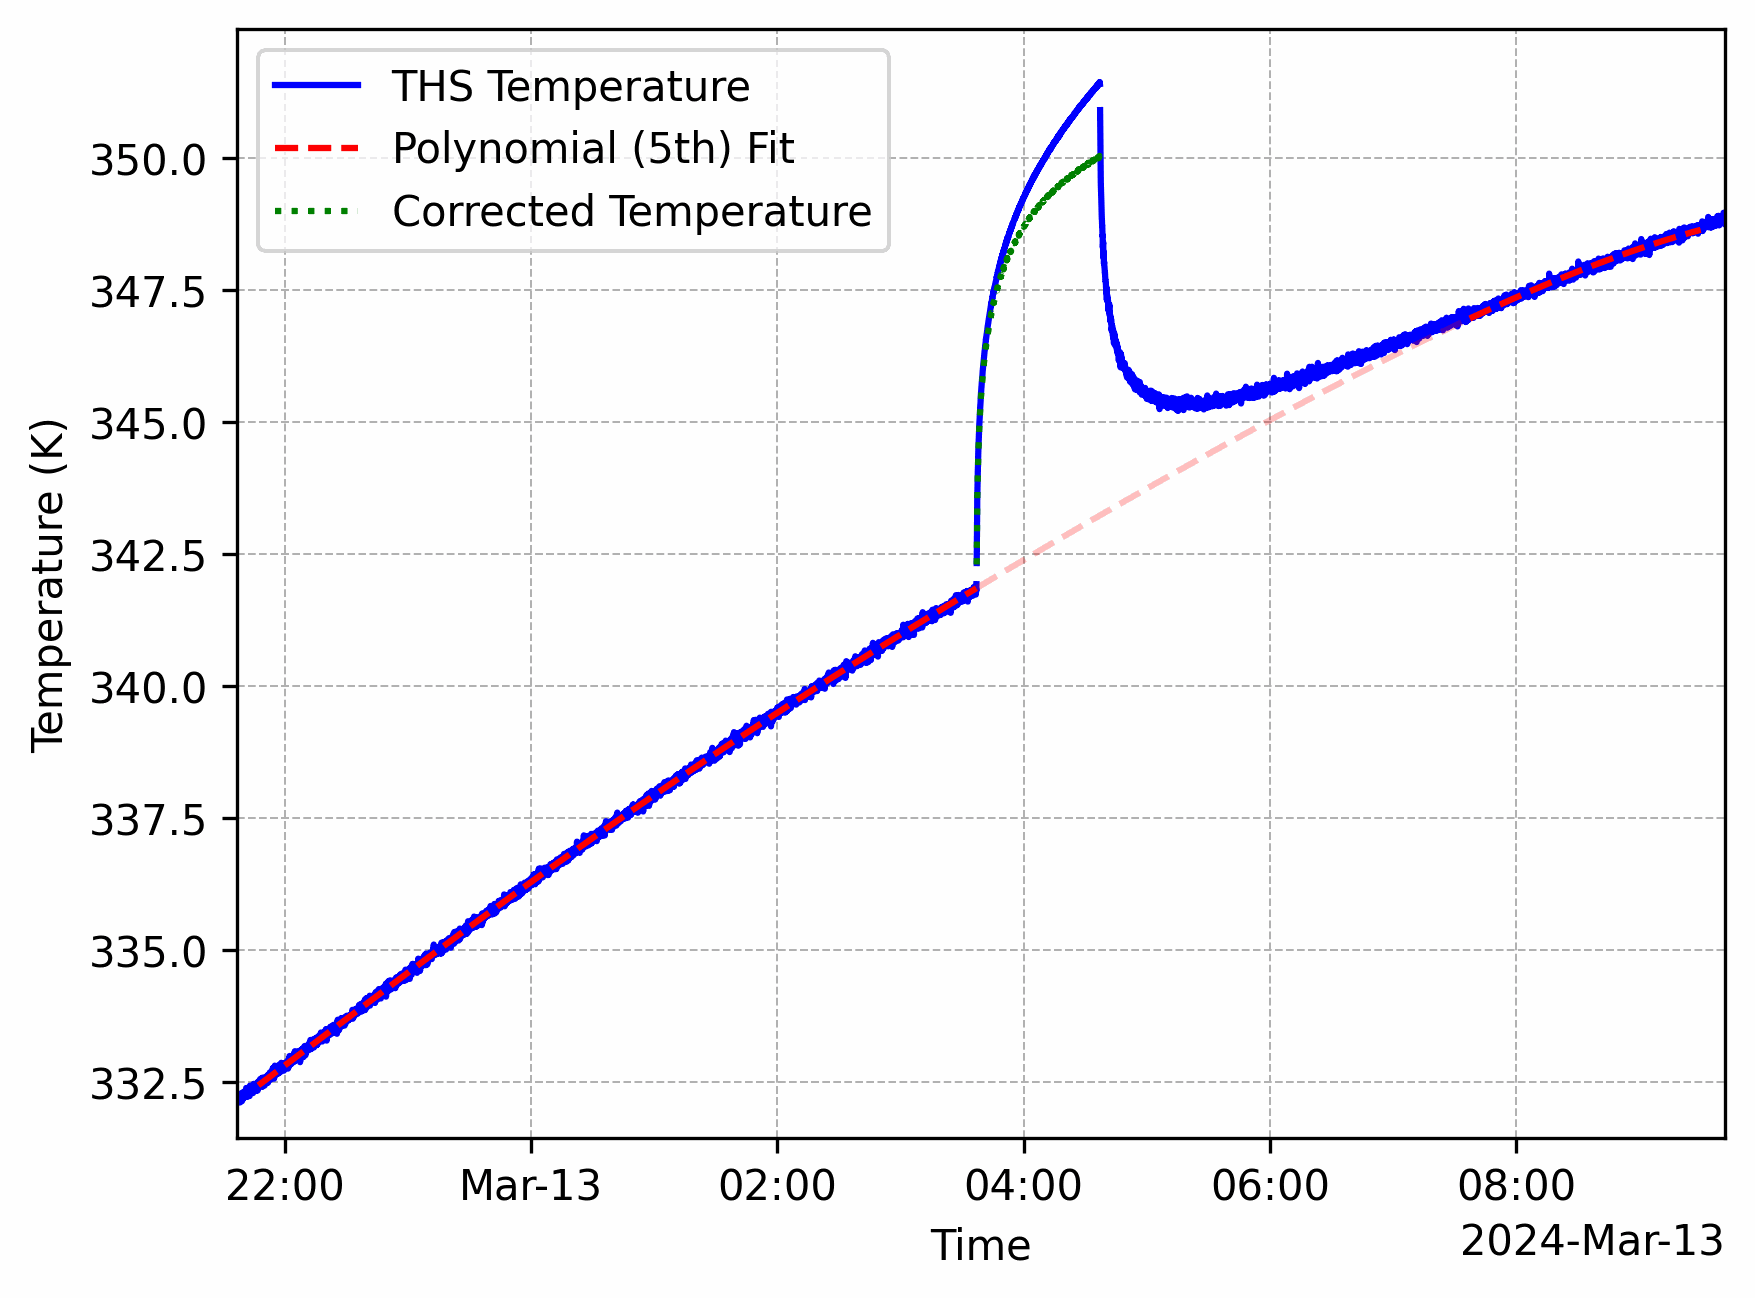 THS Temperature
Polynomial (5th) Fit
Corrected Temperature
350.0
347.5
345.0
342.5
340.0
337.5
335.0
332.5
Temperature (K)
22:00 Mar-13 02:00 04:00 06:00 08:00
2024-Mar-13
Time